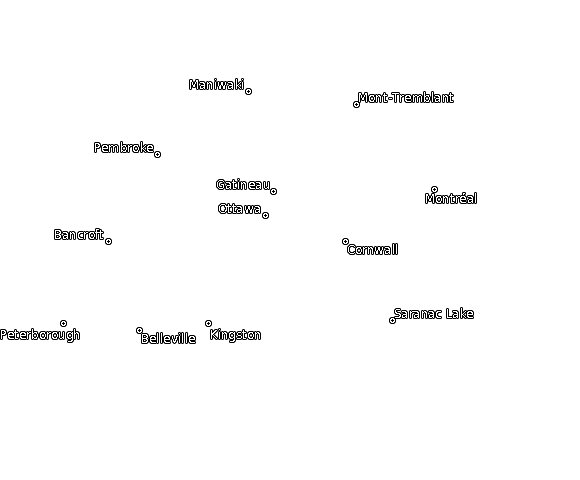 Maniwaki
Mont-Tremblant
Pembroke
Gatineau
Montréal
Ottawa
Bancroft
Cornwall
Saranac Lake
Peterborough
Belleville
Kingston